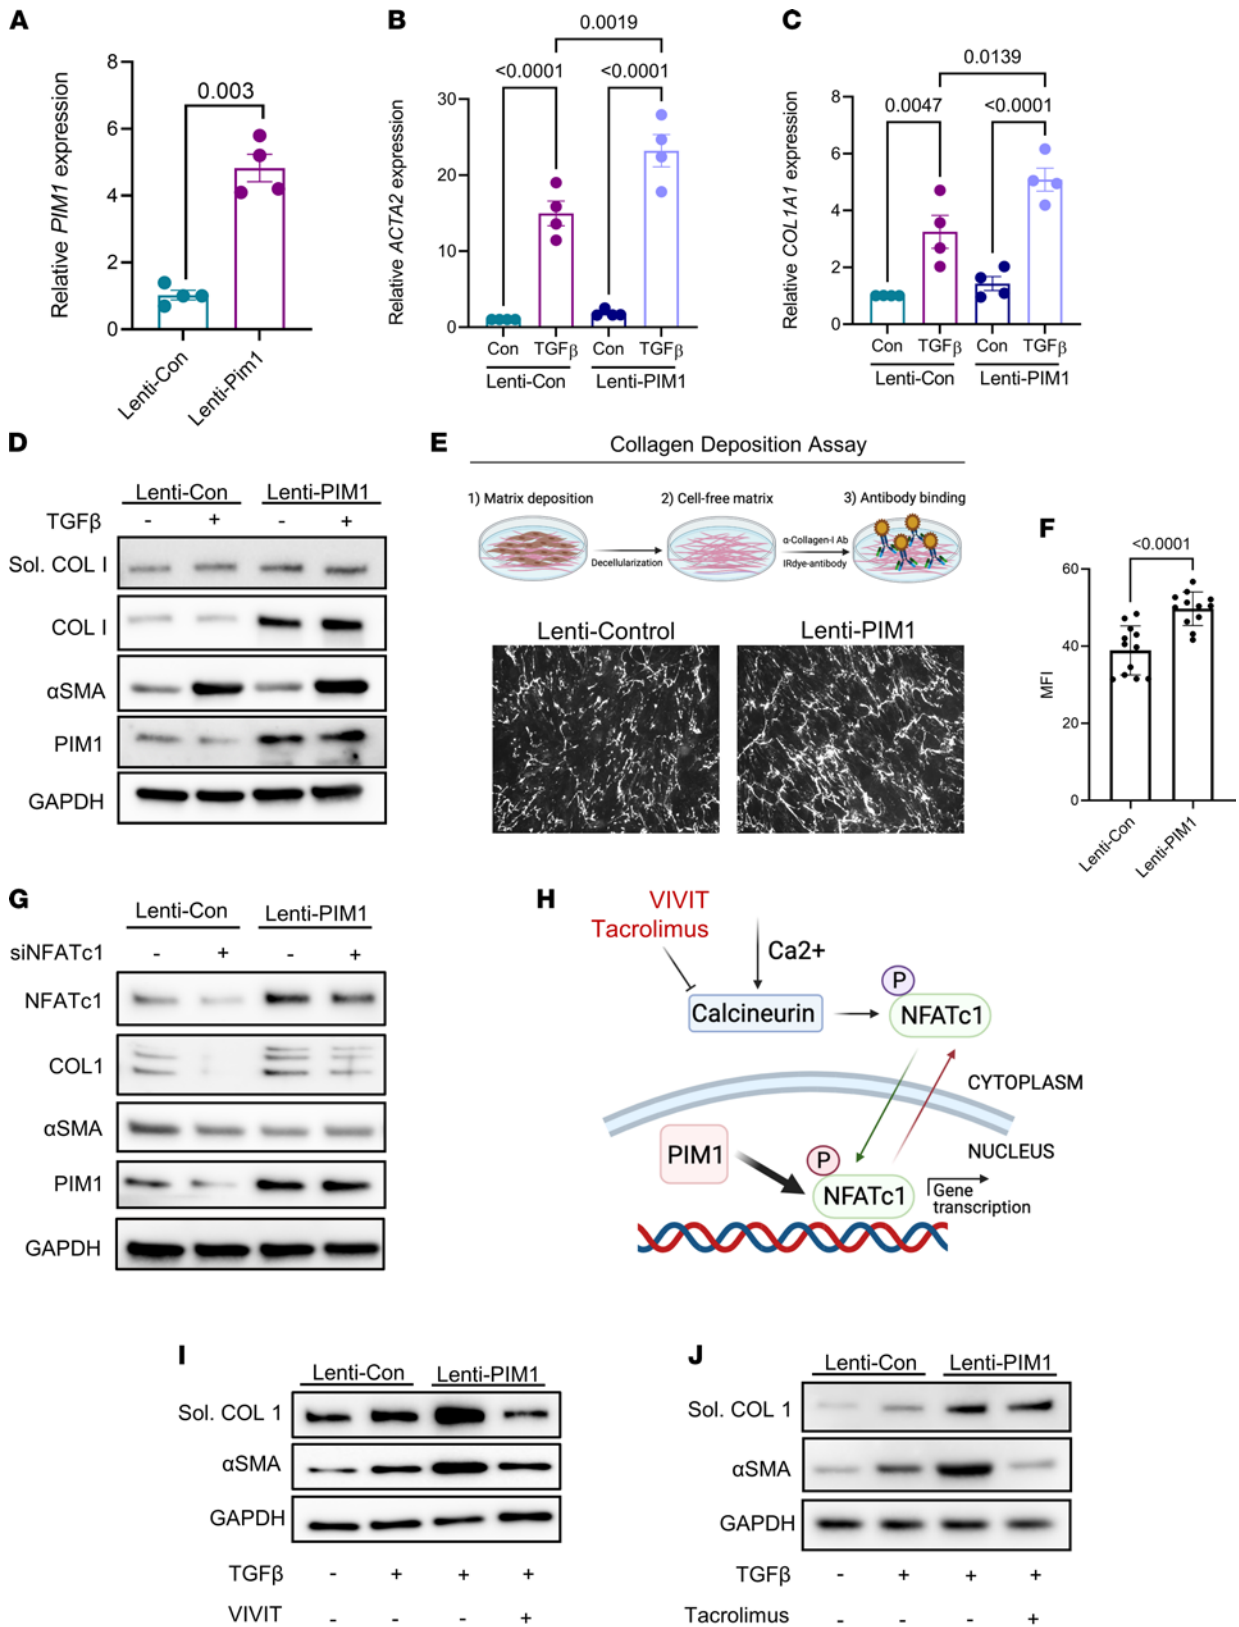 A
Relative PIM1 expression
8
6
4
2
0
0.003
Lenti-Con
Lenti-Pim1
B
Relative ACTA2 expression
30
20
10
0
0.0019
<0.0001
<0.0001
Con
TGFβ
Con
TGFβ
Lenti-Con
Lenti-PIM1
C
Relative COL1A1 expression
8
6
4
2
0
0.0139
0.0047
<0.0001
Con
TGFβ
Con
TGFβ
Lenti-Con
Lenti-PIM1
D
Lenti-Con
Lenti-PIM1
TGFβ
-
+
-
+
Sol. COL I
COL I
αSMA
PIM1
GAPDH
E
Collagen Deposition Assay
1) Matrix deposition
2) Cell-free matrix
3) Antibody binding
Decellularization
α-Collagen-I Ab
IRdye-antibody
Lenti-Control
Lenti-PIM1
F
<0.0001
MFI
60
40
20
0
Lenti-Con
Lenti-PIM1
G
Lenti-Con
Lenti-PIM1
siNFATc1
-
+
-
+
NFATc1
COL1
αSMA
PIM1
GAPDH
H
VIVIT
Tacrolimus
Ca2+
Calcineurin
P
NFATc1
CYTOPLASM
NUCLEUS
PIM1
P
NFATc1
Gene
transcription
I
Lenti-Con
Lenti-PIM1
Sol. COL 1
αSMA
GAPDH
TGFβ
-
+
+
+
VIVIT
-
-
-
+
J
Lenti-Con
Lenti-PIM1
Sol. COL 1
αSMA
GAPDH
TGFβ
-
+
+
+
Tacrolimus
-
-
-
+